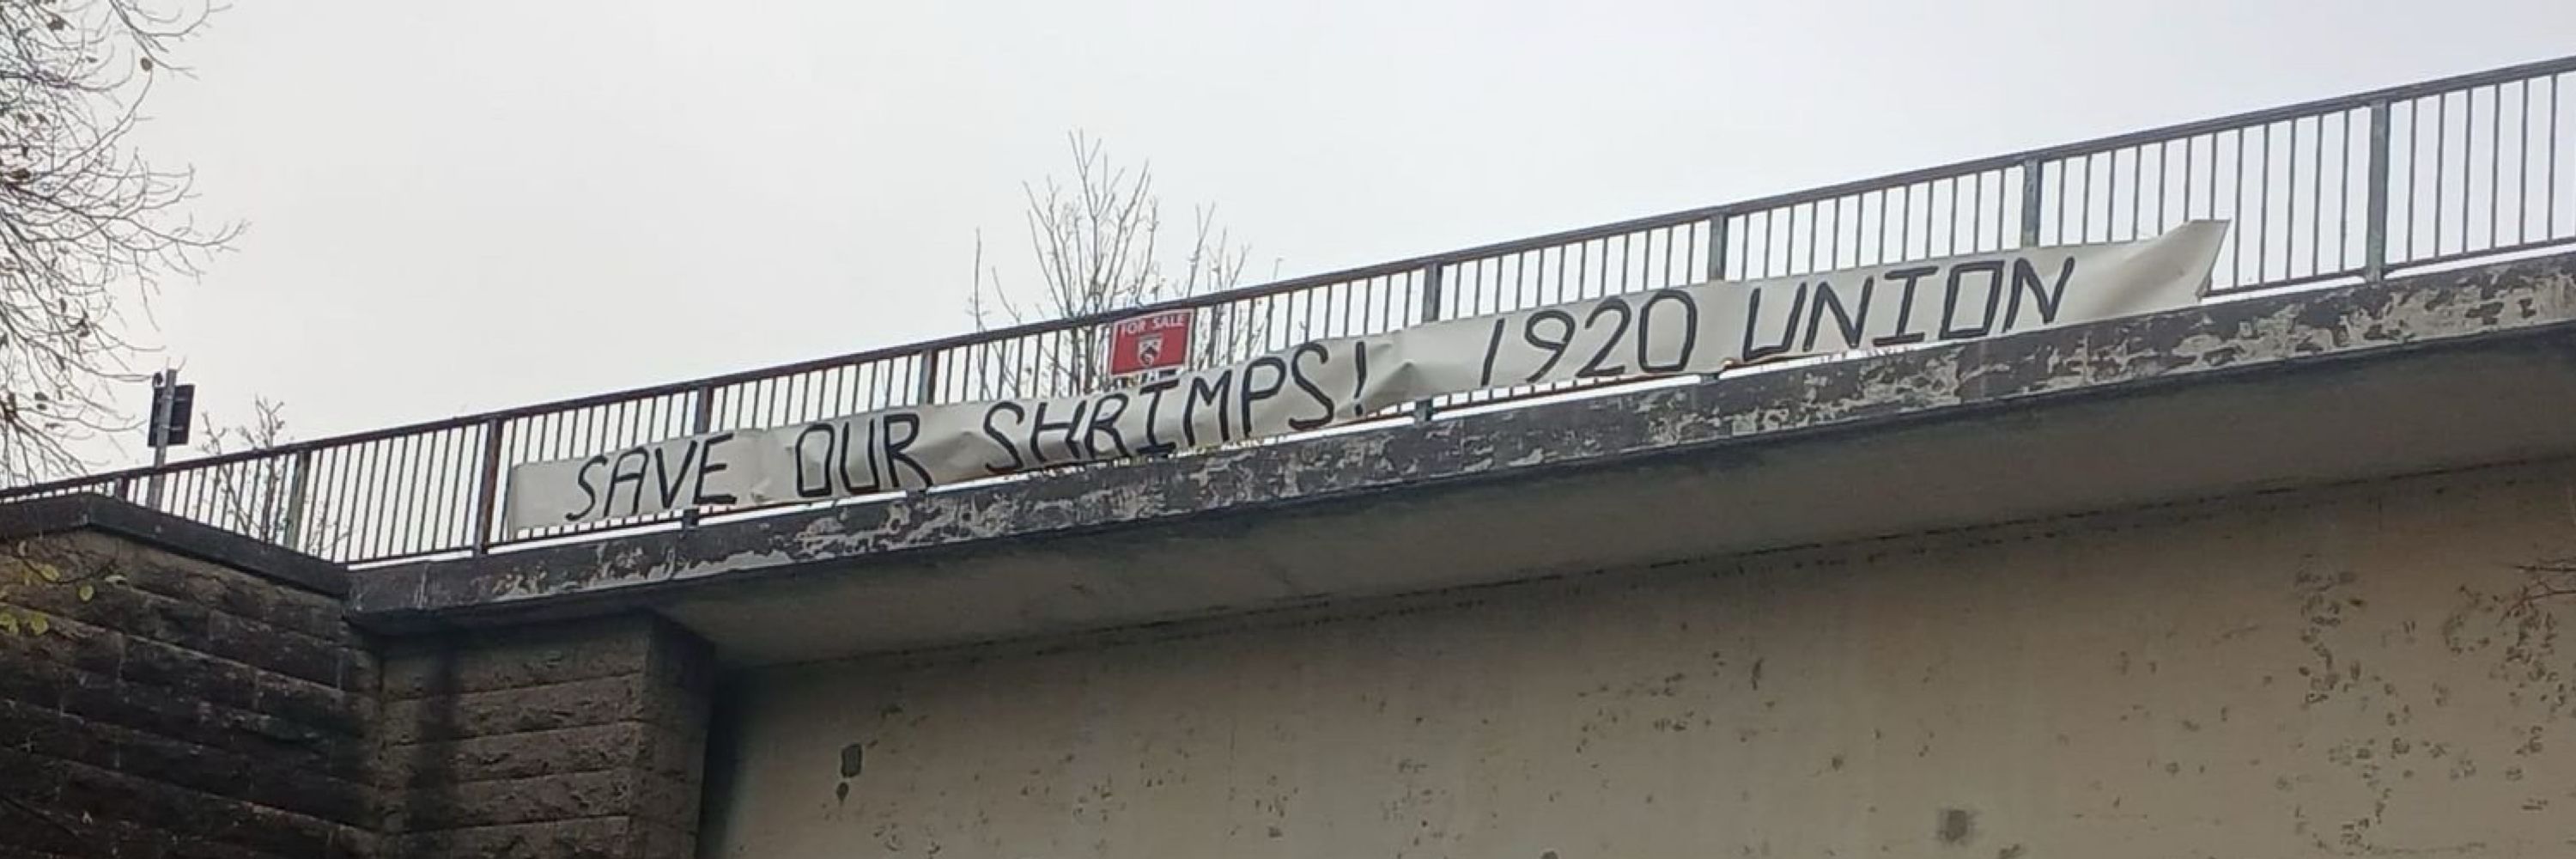 FOR SALE
SAVE OUR SHRIMPS! 1920 UNION